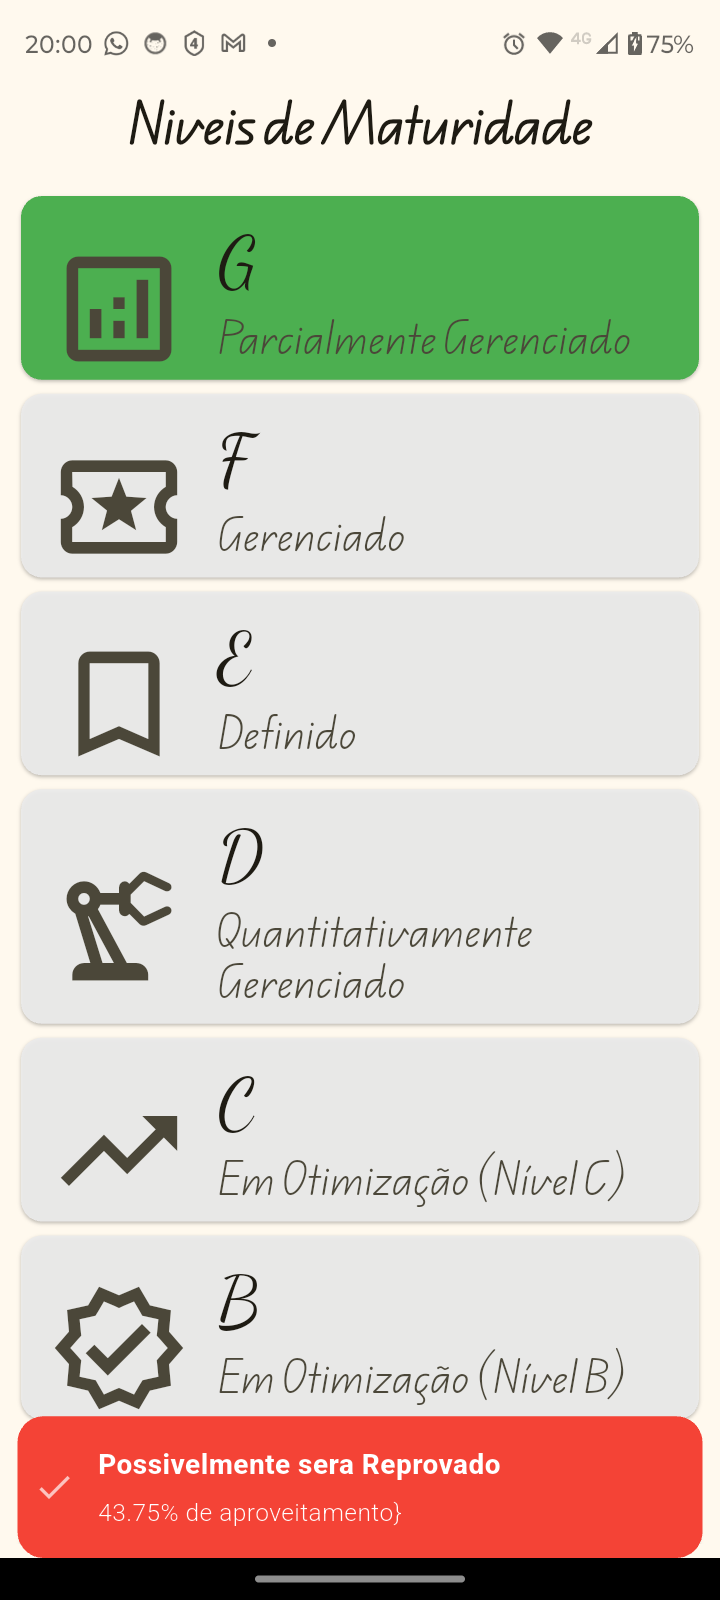 20:00 4 4G 75%
Niveis de Maturidade
G
Parcialmente Gerenciado
F
Gerenciado
E
Definido
D
Quantitativamente
Gerenciado
C
Em Otimização (Nível C)
B
Em Otimização (Nível B)
Possivelmente sera Reprovado
43.75% de aproveitamento}